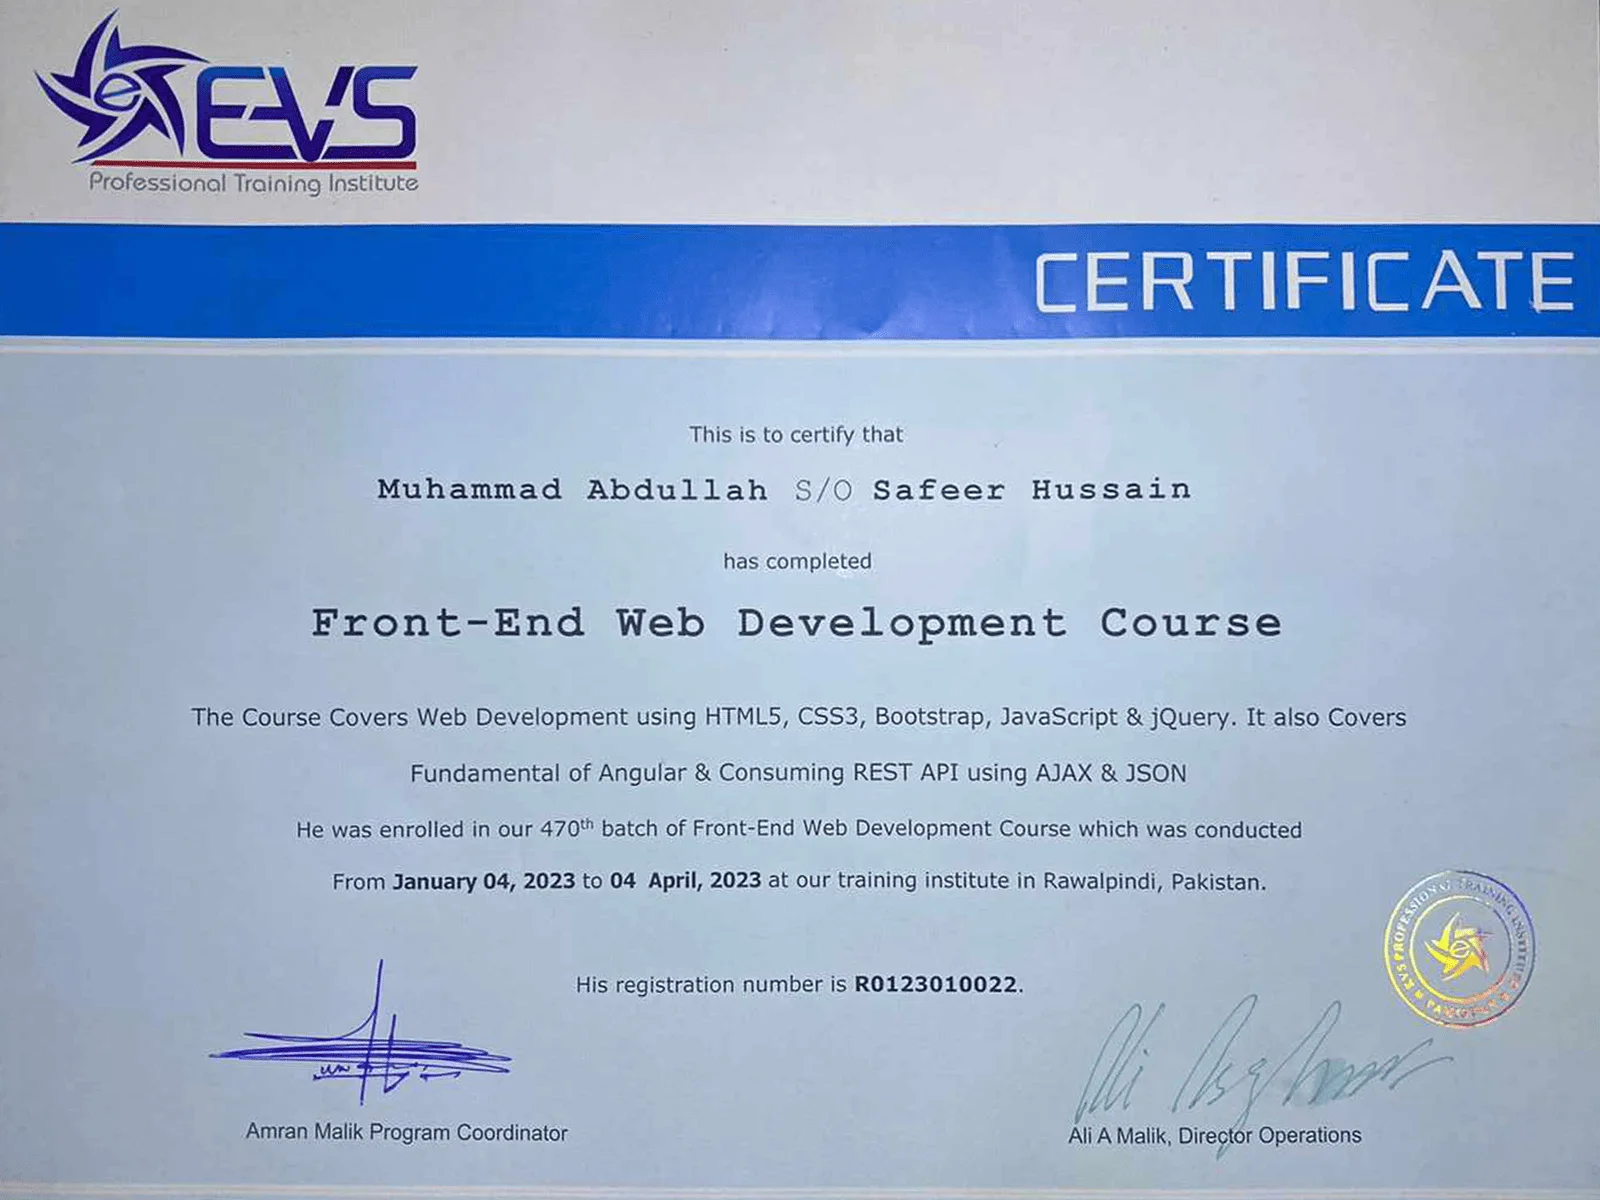 EVS
Professional Training Institute
CERTIFICATE
This is to certify that
Muhammad Abdullah S/O Safeer Hussain
has completed
Front-End Web Development Course
The Course Covers Web Development using HTML5, CSS3, Bootstrap, JavaScript & jQuery. It also Covers
Fundamental of Angular & Consuming REST API using AJAX & JSON
He was enrolled in our 470th batch of Front-End Web Development Course which was conducted
From January 04, 2023 to 04 April, 2023 at our training institute in Rawalpindi, Pakistan.
EVS PROFESSIONAL TRAINING INSTITUTE
PAKISTAN
e
His registration number is R0123010022.
Ali Asghar
Amran Malik Program Coordinator
Ali A Malik, Director Operations